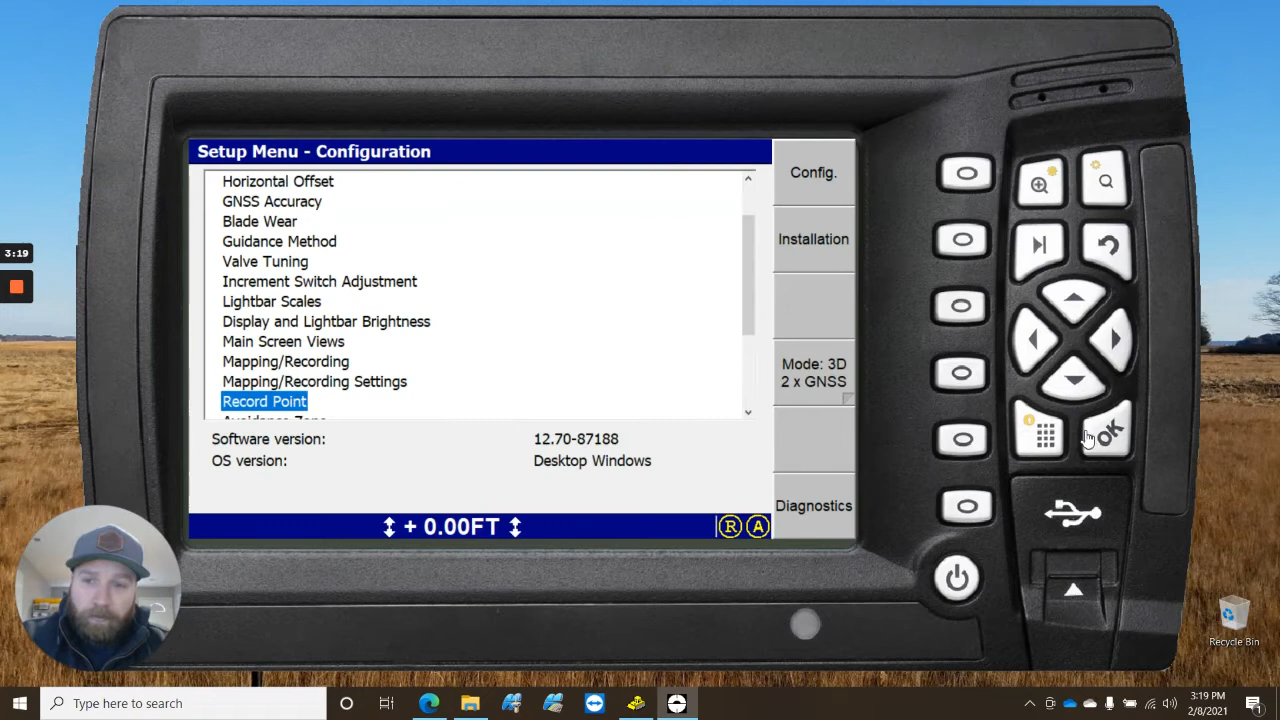 Setup Menu - Configuration
Horizontal Offset
GNSS Accuracy
Blade Wear
Guidance Method
Valve Tuning
Increment Switch Adjustment
Lightbar Scales
Display and Lightbar Brightness
Main Screen Views
Mapping/Recording
Mapping/Recording Settings
Record Point
Software version: 12.70-87188
OS version: Desktop Windows
+ 0.00FT
R A
Config.
Installation
Mode: 3D
2 x GNSS
Diagnostics
OK
3:19
Recycle Bin
Type here to search
3:19 PM
2/8/2021
1